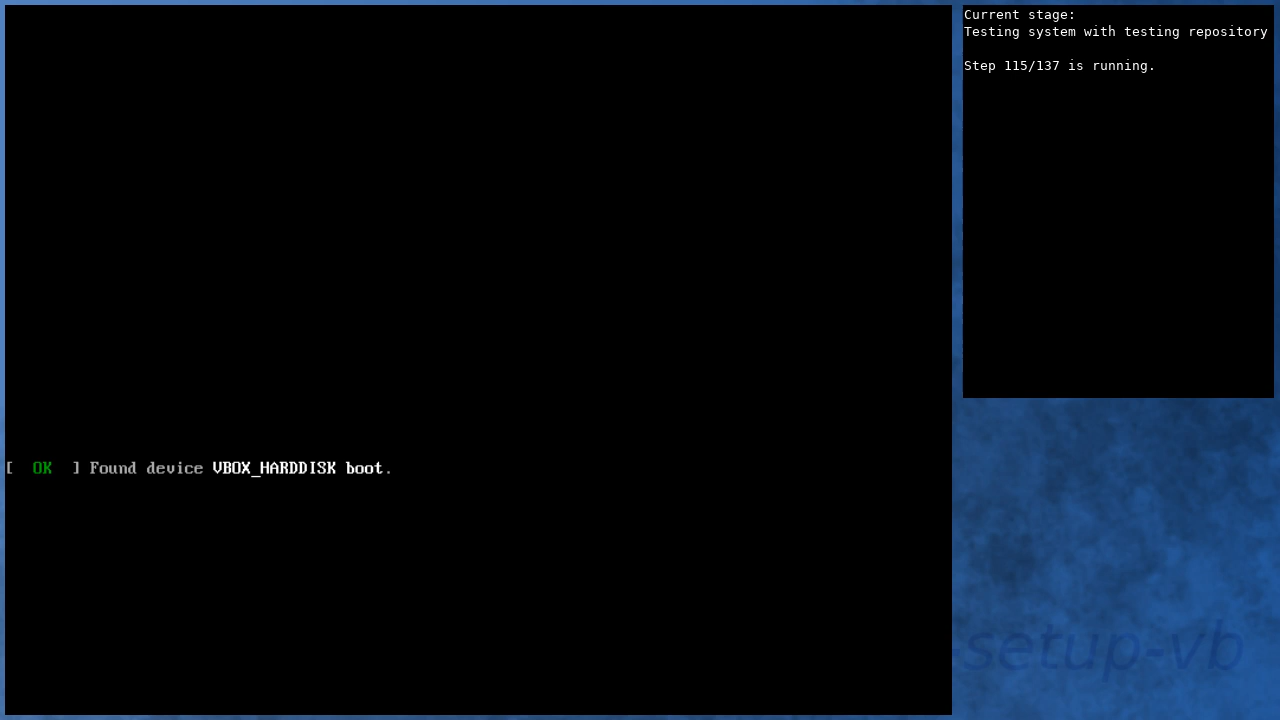 Current stage:
Testing system with testing repository
Step 115/137 is running.
[  OK  ] Found device VBOX_HARDDISK boot.
-setup-vb